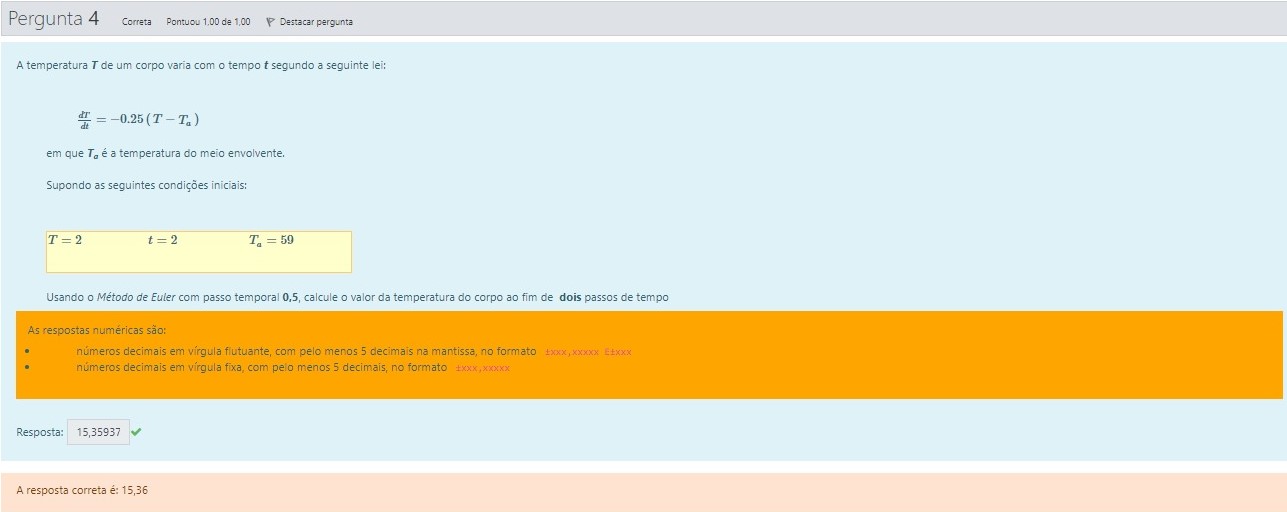 Pergunta 4 Correta Pontuou 1,00 de 1,00 Destacar pergunta
A temperatura T de um corpo varia com o tempo t segundo a seguinte lei:
dT/dt = −0.25 ( T − Ta )
em que Ta é a temperatura do meio envolvente.
Supondo as seguintes condições iniciais:
T = 2 t = 2 Ta = 59
Usando o Método de Euler com passo temporal 0,5, calcule o valor da temperatura do corpo ao fim de dois passos de tempo
As respostas numéricas são:
• números decimais em vírgula flutuante, com pelo menos 5 decimais na mantissa, no formato ±xxx,xxxxx E±xxx
• números decimais em vírgula fixa, com pelo menos 5 decimais, no formato ±xxx,xxxxx
Resposta: 15,35937
A resposta correta é: 15,36